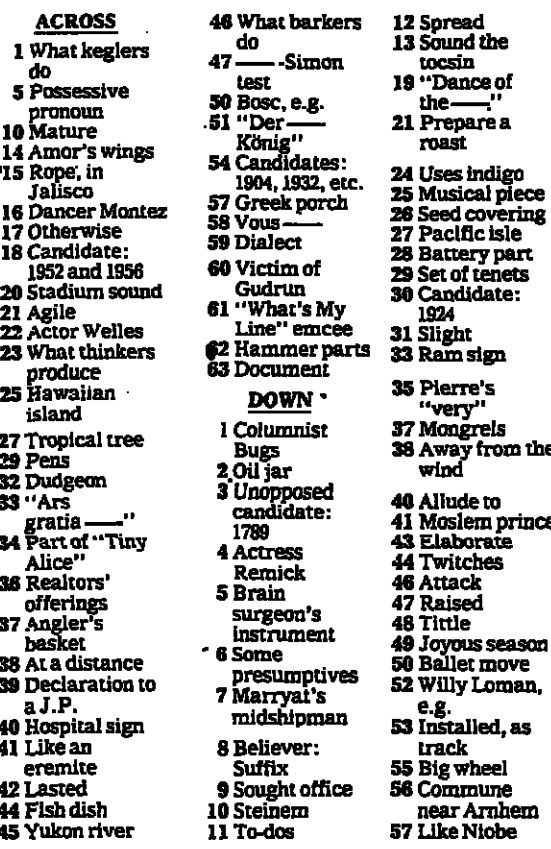 ACROSS
1 What keglers
do
5 Possessive
pronoun
10 Mature
14 Amor's wings
15 Rope, in
Jalisco
16 Dancer Montez
17 Otherwise
18 Candidate:
1952 and 1956
20 Stadium sound
21 Agile
22 Actor Welles
23 What thinkers
produce
25 Hawaiian
island
27 Tropical tree
29 Pens
32 Dudgeon
33 "Ars
gratia —"
34 Part of "Tiny
Alice"
36 Realtors'
offerings
37 Angler's
basket
38 At a distance
39 Declaration to
a J.P.
40 Hospital sign
41 Like an
eremite
42 Lasted
44 Fish dish
45 Yukon river
46 What barkers
do
47 — -Simon
test
50 Bosc, e.g.
51 "Der —
König"
54 Candidates:
1904, 1932, etc.
57 Greek porch
58 Vous —
59 Dialect
60 Victim of
Gudrun
61 "What's My
Line" emcee
62 Hammer parts
63 Document
DOWN
1 Columnist
Bugs
2 Oil jar
3 Unopposed
candidate:
1789
4 Actress
Remick
5 Brain
surgeon's
instrument
6 Some
presumptives
7 Marryat's
midshipman
8 Believer:
Suffix
9 Sought office
10 Steinem
11 To-dos
12 Spread
13 Sound the
tocsin
19 "Dance of
the —."
21 Prepare a
roast
24 Uses indigo
25 Musical piece
26 Seed covering
27 Pacific isle
28 Battery part
29 Set of tenets
30 Candidate:
1924
31 Slight
33 Ram sign
35 Pierre's
"very"
37 Mongrels
38 Away from the
wind
40 Allude to
41 Moslem prince
43 Elaborate
44 Twitches
46 Attack
47 Raised
48 Tittle
49 Joyous season
50 Ballet move
52 Willy Loman,
e.g.
53 Installed, as
track
55 Big wheel
56 Commune
near Arnhem
57 Like Niobe